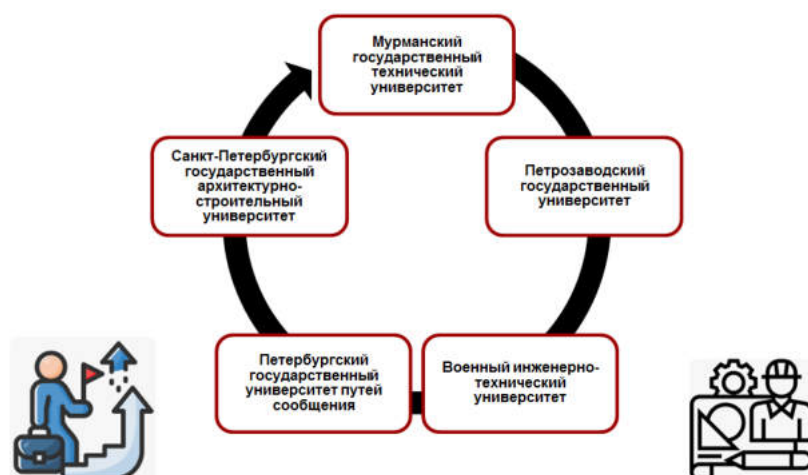 Мурманский
государственный
технический
университет
Санкт-Петербургский
государственный
архитектурно-
строительный
университет
Петрозаводский
государственный
университет
Петербургский
государственный
университет путей
сообщения
Военный инженерно-
технический
университет